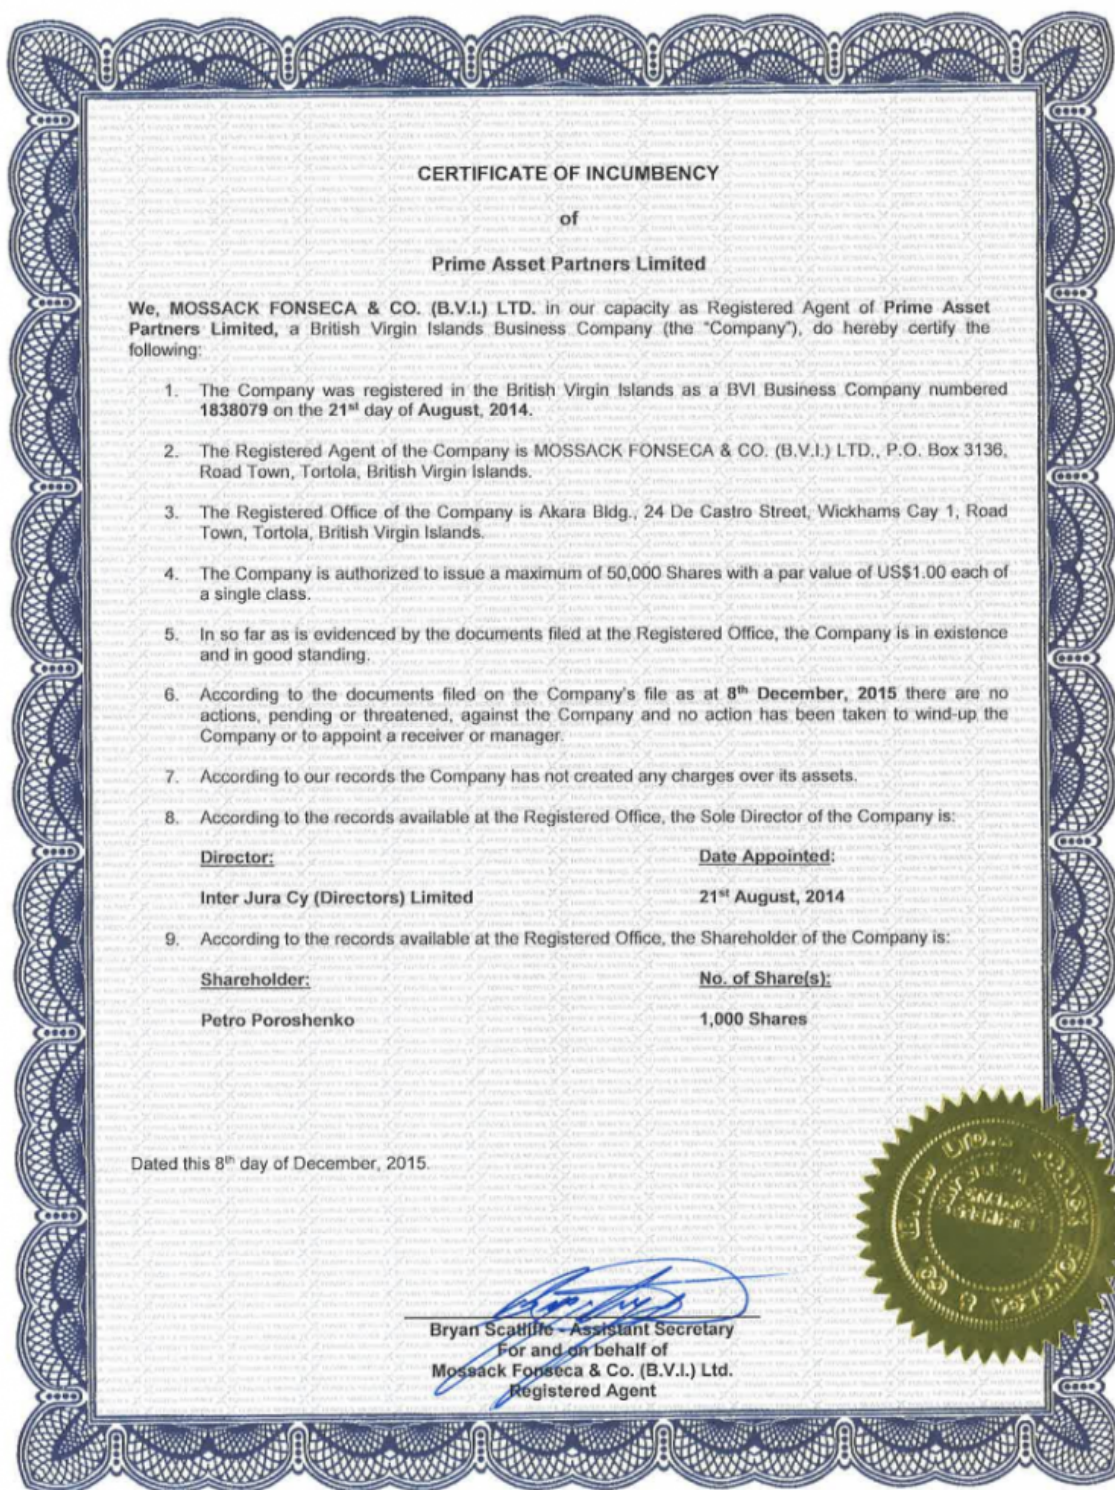 CERTIFICATE OF INCUMBENCY
of
Prime Asset Partners Limited
We, MOSSACK FONSECA & CO. (B.V.I.) LTD. in our capacity as Registered Agent of Prime Asset
Partners Limited, a British Virgin Islands Business Company (the "Company"), do hereby certify the
following:
1. The Company was registered in the British Virgin Islands as a BVI Business Company numbered
1838079 on the 21st day of August, 2014.
2. The Registered Agent of the Company is MOSSACK FONSECA & CO. (B.V.I.) LTD., P.O. Box 3136,
Road Town, Tortola, British Virgin Islands.
3. The Registered Office of the Company is Akara Bldg., 24 De Castro Street, Wickhams Cay 1, Road
Town, Tortola, British Virgin Islands.
4. The Company is authorized to issue a maximum of 50,000 Shares with a par value of US$1.00 each of
a single class.
5. In so far as is evidenced by the documents filed at the Registered Office, the Company is in existence
and in good standing.
6. According to the documents filed on the Company's file as at 8th December, 2015 there are no
actions, pending or threatened, against the Company and no action has been taken to wind-up the
Company or to appoint a receiver or manager.
7. According to our records the Company has not created any charges over its assets.
8. According to the records available at the Registered Office, the Sole Director of the Company is:
Director: Date Appointed:
Inter Jura Cy (Directors) Limited 21st August, 2014
9. According to the records available at the Registered Office, the Shareholder of the Company is:
Shareholder: No. of Share(s):
Petro Poroshenko 1,000 Shares
Dated this 8th day of December, 2015.
Bryan Scatliffe - Assistant Secretary
For and on behalf of
Mossack Fonseca & Co. (B.V.I.) Ltd.
Registered Agent